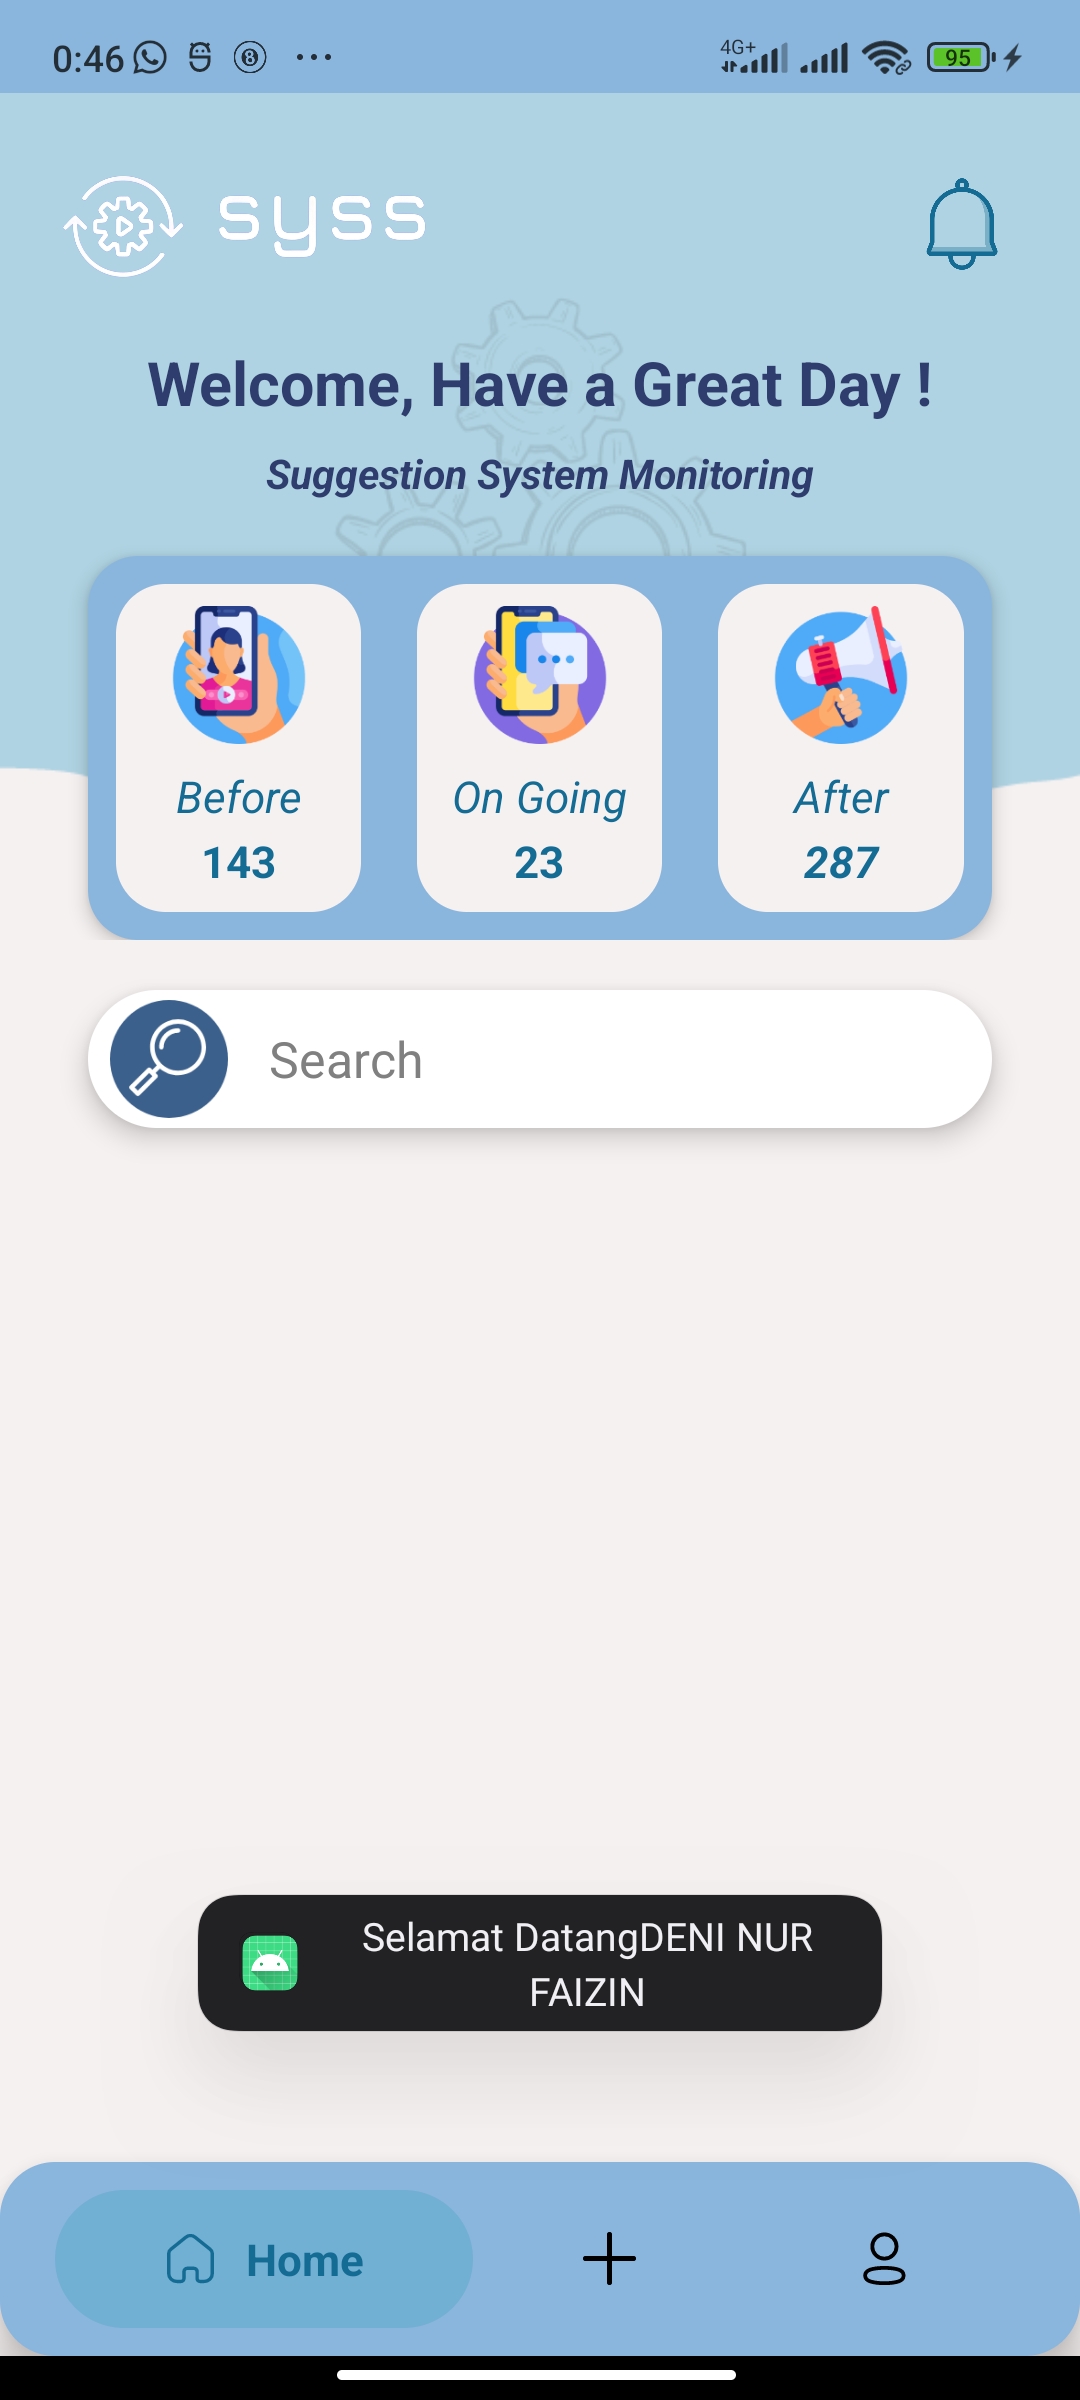 0:46
4G+
95
syss
Welcome, Have a Great Day !
Suggestion System Monitoring
Before
On Going
After
143
23
287
Search
Selamat DatangDENI NUR
FAIZIN
Home